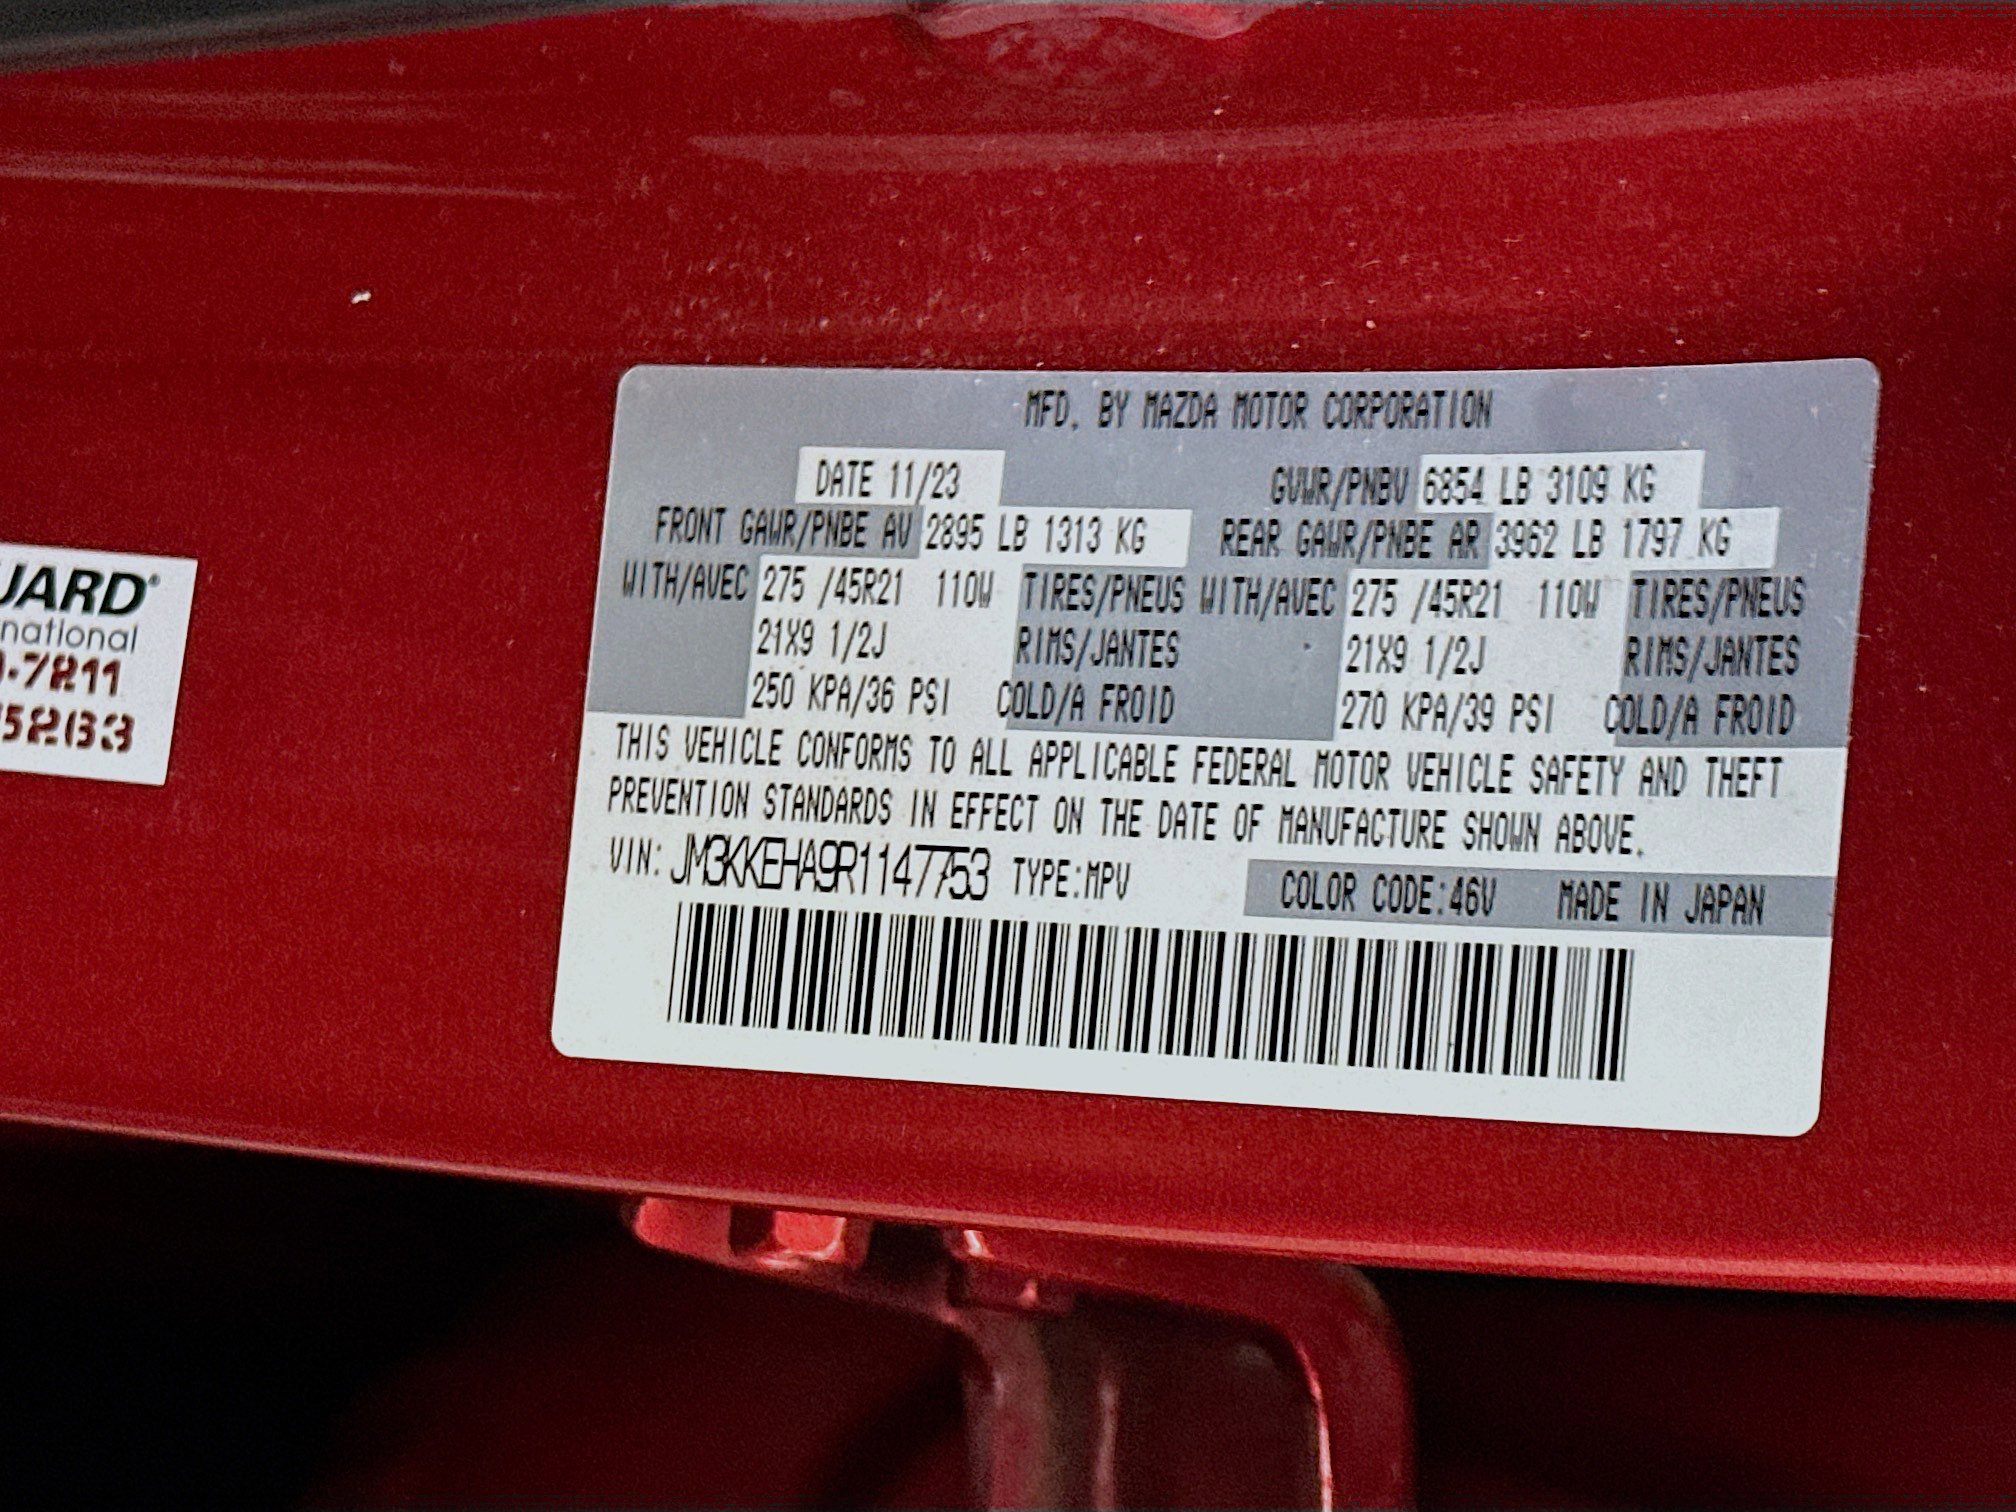 MFD. BY MAZDA MOTOR CORPORATION
DATE 11/23 GVWR/PNBV 6854 LB 3109 KG
FRONT GAWR/PNBE AV 2895 LB 1313 KG REAR GAWR/PNBE AR 3962 LB 1797 KG
WITH/AVEC 275 /45R21 110W TIRES/PNEUS WITH/AVEC 275 /45R21 110W TIRES/PNEUS
21X9 1/2J RIMS/JANTES 21X9 1/2J RIMS/JANTES
250 KPA/36 PSI COLD/A FROID 270 KPA/39 PSI COLD/A FROID
THIS VEHICLE CONFORMS TO ALL APPLICABLE FEDERAL MOTOR VEHICLE SAFETY AND THEFT
PREVENTION STANDARDS IN EFFECT ON THE DATE OF MANUFACTURE SHOWN ABOVE.
VIN: JM3KKEHA9R1147753 TYPE:MPV COLOR CODE:46V MADE IN JAPAN
UARD®
national
-7811